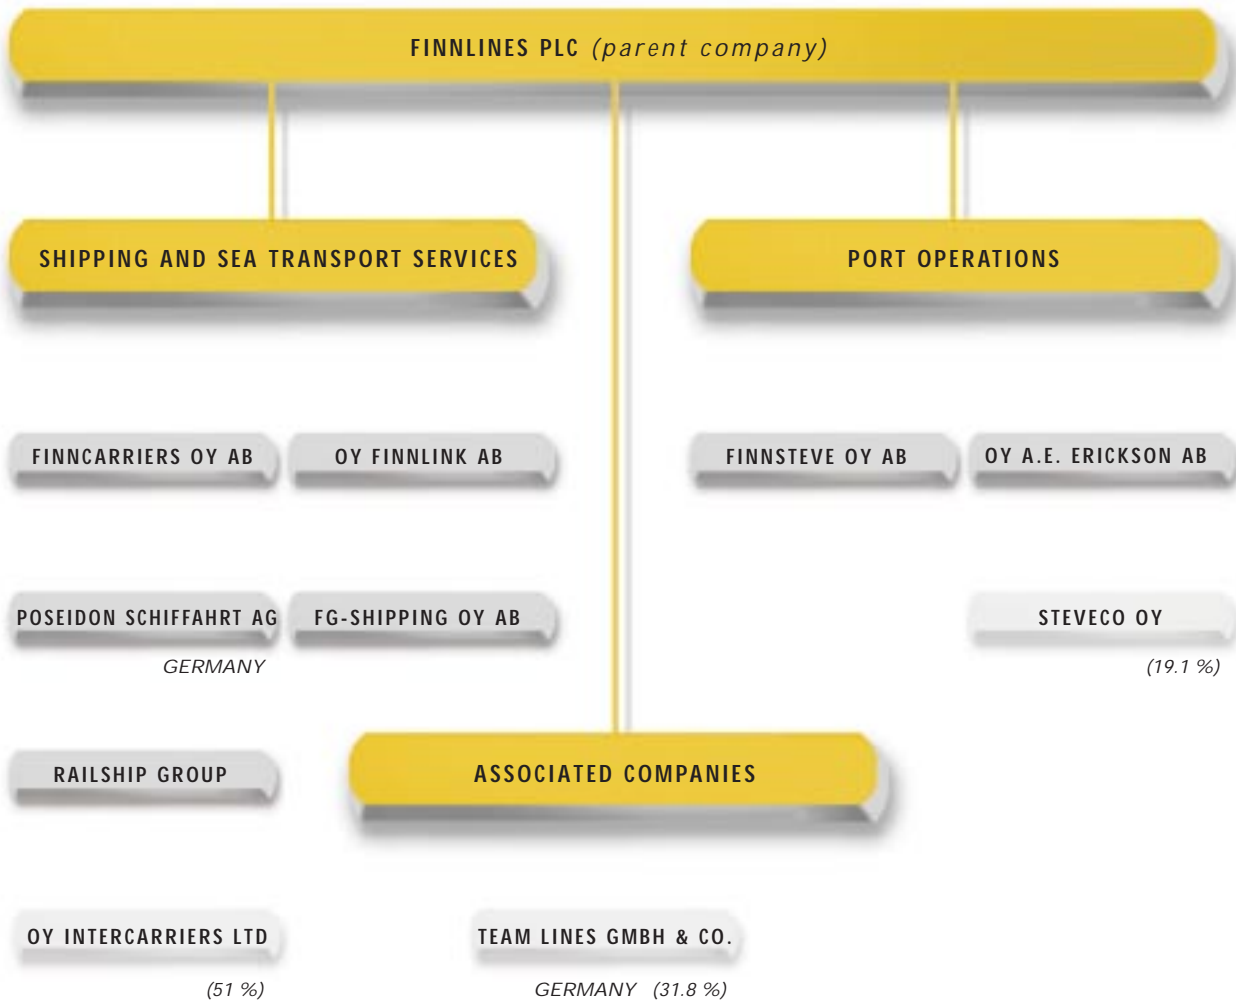 FINNLINES PLC (parent company)
SHIPPING AND SEA TRANSPORT SERVICES
PORT OPERATIONS
FINNCARRIERS OY AB
OY FINNLINK AB
FINNSTEVE OY AB
OY A.E. ERICKSON AB
POSEIDON SCHIFFAHRT AG
GERMANY
FG-SHIPPING OY AB
STEVECO OY
(19.1 %)
RAILSHIP GROUP
ASSOCIATED COMPANIES
OY INTERCARRIERS LTD
(51 %)
TEAM LINES GMBH & CO.
GERMANY (31.8 %)